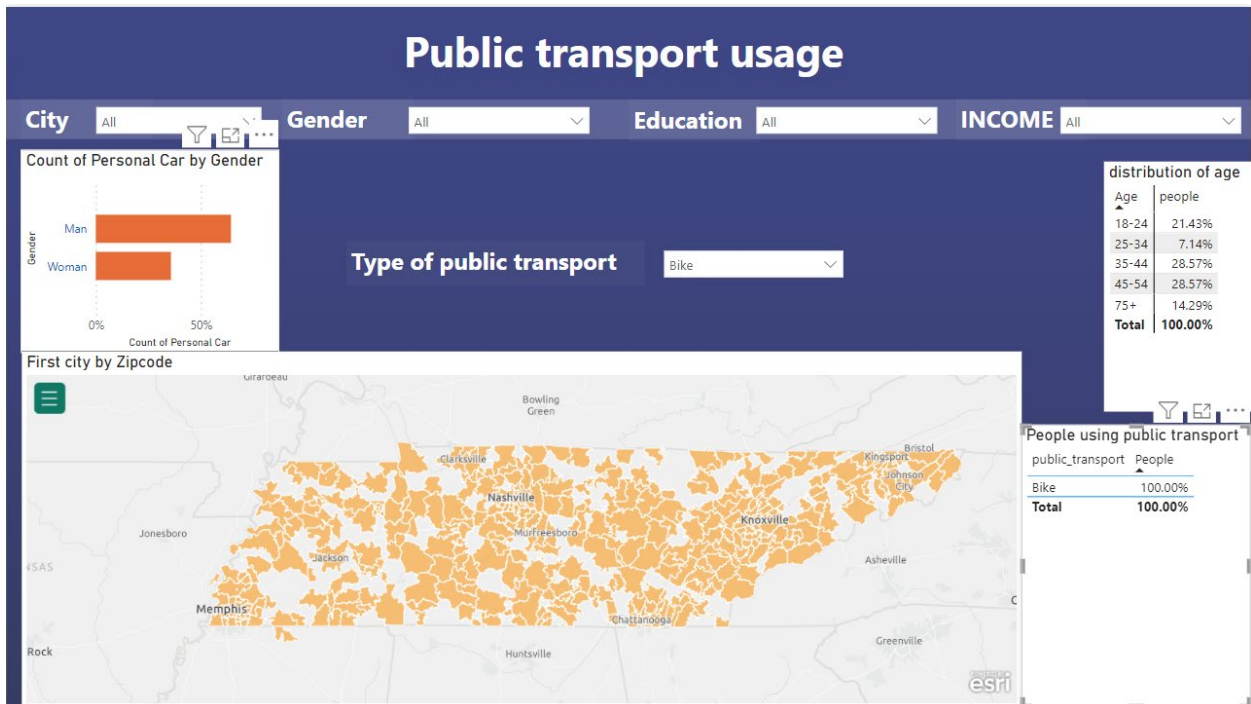 Public transport usage
City All Gender All Education All INCOME All
Count of Personal Car by Gender
Gender
Man
Woman
0% 50%
Count of Personal Car
Type of public transport Bike
distribution of age
Age people
18-24 21.43%
25-34 7.14%
35-44 28.57%
45-54 28.57%
75+ 14.29%
Total 100.00%
First city by Zipcode
Girardeau
Bowling
Green
Clarksville
Bristol
Kingsport
Johnson
City
Nashville
Knoxville
Jonesboro
Murfreesboro
Jackson
Asheville
NSAS
Memphis
C
Chattanooga
Greenville
Rock
Huntsville
esri
People using public transport
public_transport People
Bike 100.00%
Total 100.00%